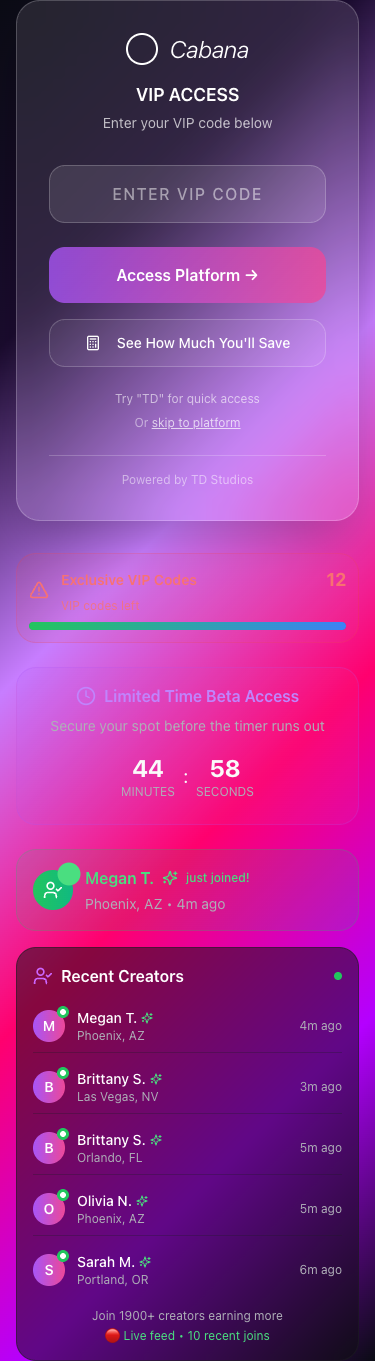 Cabana
VIP ACCESS
Enter your VIP code below
ENTER VIP CODE
Access Platform →
See How Much You'll Save
Try "TD" for quick access
Or skip to platform
Powered by TD Studios
Exclusive VIP Codes
12
Limited Time Beta Access
Secure your spot before the timer runs out
44 : 58
MINUTES SECONDS
Megan T. just joined!
Phoenix, AZ • 4m ago
Recent Creators
M
Megan T.
Phoenix, AZ
4m ago
B
Brittany S.
Las Vegas, NV
3m ago
B
Brittany S.
Orlando, FL
5m ago
O
Olivia N.
Phoenix, AZ
5m ago
S
Sarah M.
Portland, OR
6m ago
Join 1900+ creators earning more
Live feed • 10 recent joins